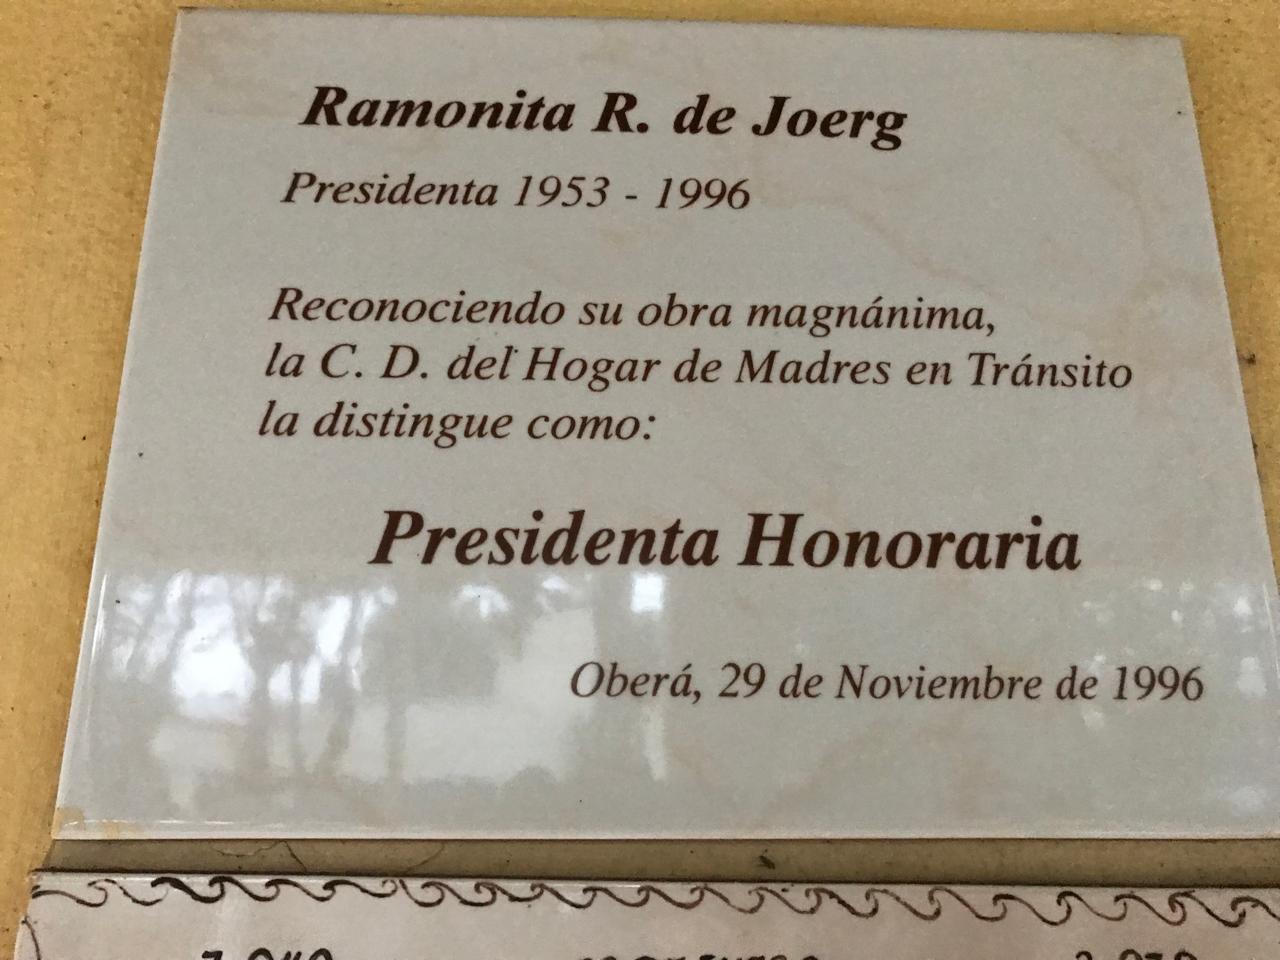 Ramonita R. de Joerg
Presidenta 1953 - 1996
Reconociendo su obra magnánima,
la C. D. del Hogar de Madres en Tránsito
la distingue como:
Presidenta Honoraria
Oberá, 29 de Noviembre de 1996